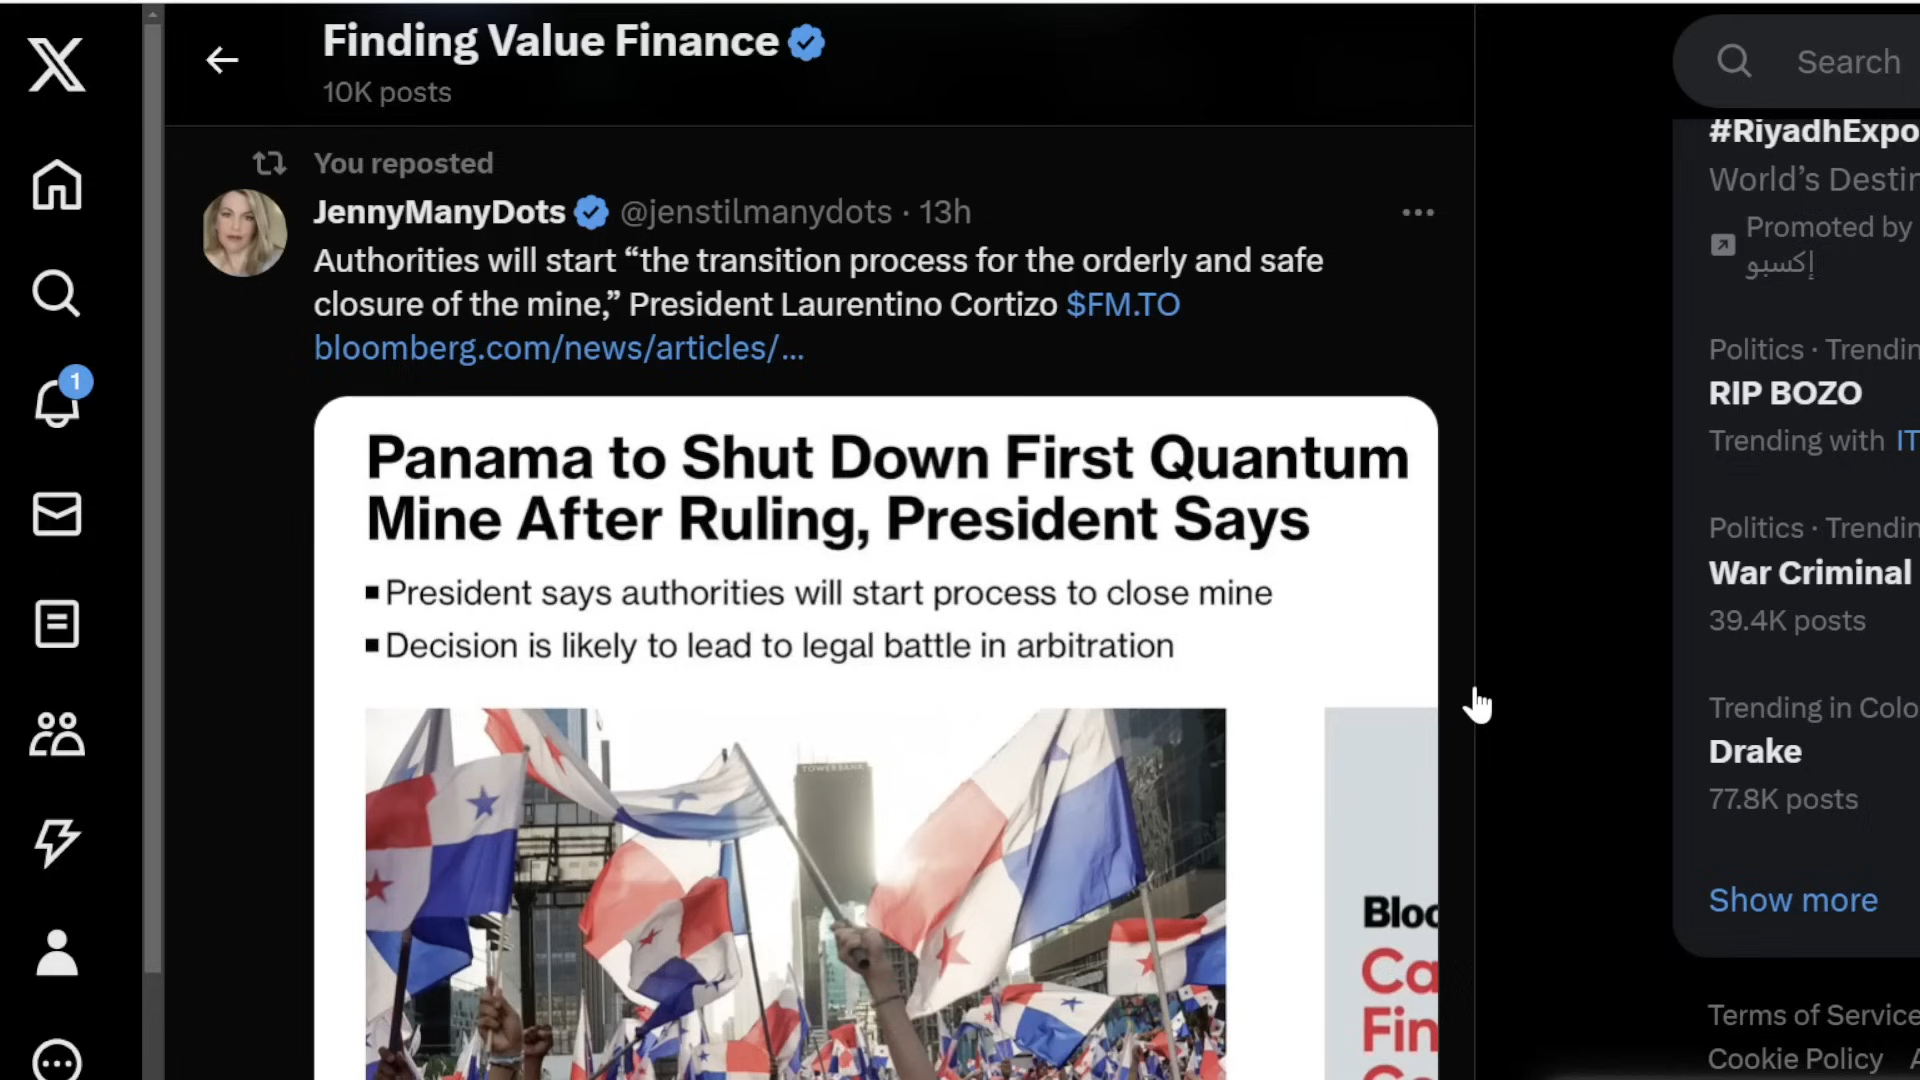 Finding Value Finance
10K posts
You reposted
JennyManyDots @jenstilmanydots · 13h
Authorities will start “the transition process for the orderly and safe
closure of the mine,” President Laurentino Cortizo $FM.TO
bloomberg.com/news/articles/...
Panama to Shut Down First Quantum
Mine After Ruling, President Says
▪ President says authorities will start process to close mine
▪ Decision is likely to lead to legal battle in arbitration
TOWERBANK
1
Search
#RiyadhExpo
World’s
Promoted by
إكسبو
Politics ·
RIP BOZO
Trending with IT
Politics ·
War Criminal
39.4K posts
Trending in
Drake
77.8K posts
Show more
Terms of Service
Cookie Policy